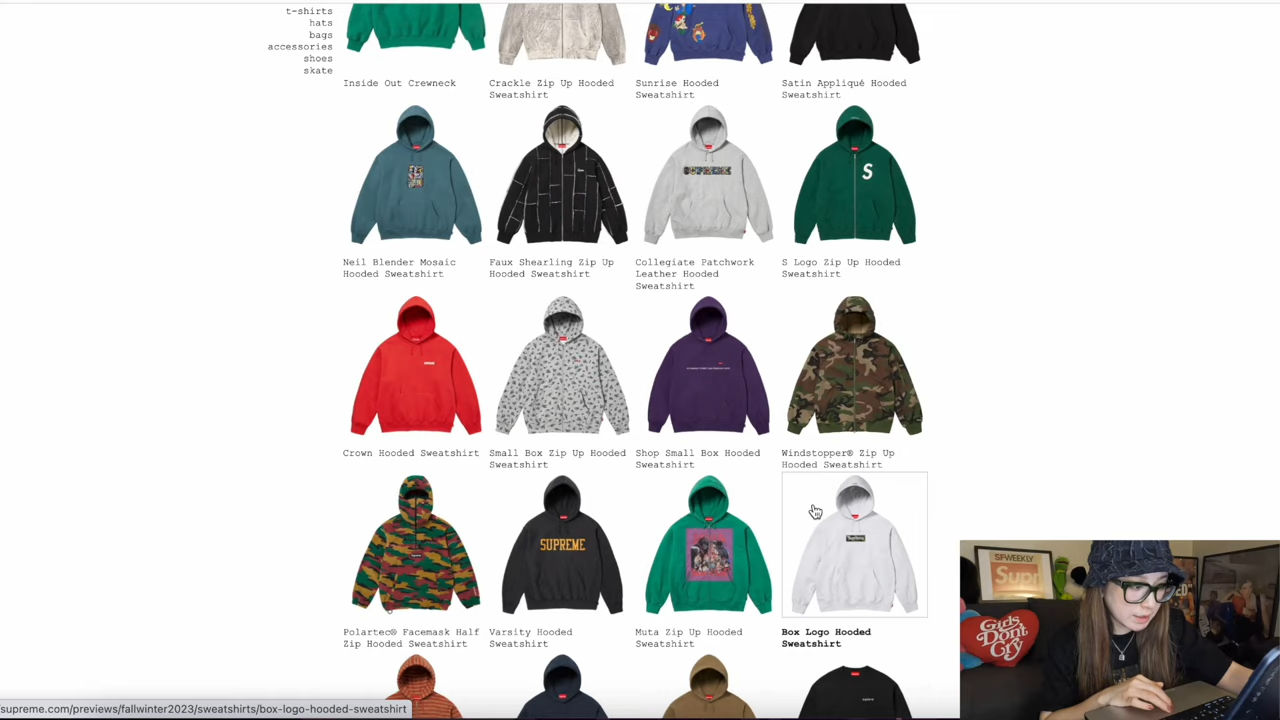 t-shirts
hats
bags
accessories
shoes
skate
Inside Out Crewneck
Crackle Zip Up Hooded
Sweatshirt
Sunrise Hooded
Sweatshirt
Satin Appliqué Hooded
Sweatshirt
SUPREME
S
Neil Blender Mosaic
Hooded Sweatshirt
Faux Shearling Zip Up
Hooded Sweatshirt
Collegiate Patchwork
Leather Hooded
Sweatshirt
S Logo Zip Up Hooded
Sweatshirt
Crown Hooded Sweatshirt
Small Box Zip Up Hooded
Sweatshirt
Shop Small Box Hooded
Sweatshirt
Windstopper® Zip Up
Hooded Sweatshirt
SUPREME
Supreme
Polartec® Facemask Half
Zip Hooded Sweatshirt
Varsity Hooded
Sweatshirt
Muta Zip Up Hooded
Sweatshirt
Box Logo Hooded
Sweatshirt
SFWEEKLY
Supr
Girls
Don't
Cry
supreme.com/previews/fallwinter2023/sweatshirts/box-logo-hooded-sweatshirt